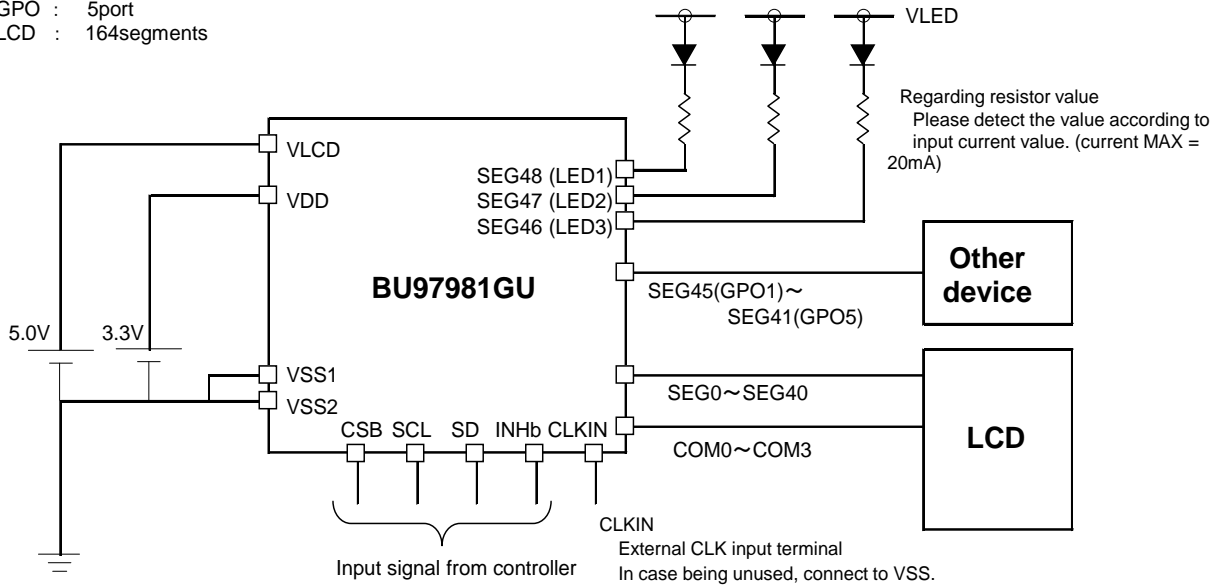 GPO : 5port
LCD : 164segments
VLED
Regarding resistor value
Please detect the value according to
input current value. (current MAX =
20mA)
VLCD
VDD
SEG48 (LED1)
SEG47 (LED2)
SEG46 (LED3)
BU97981GU
SEG45(GPO1)～
SEG41(GPO5)
Other
device
5.0V
3.3V
VSS1
VSS2
SEG0～SEG40
COM0～COM3
LCD
CSB SCL SD INHb CLKIN
CLKIN
External CLK input terminal
In case being unused, connect to VSS.
Input signal from controller